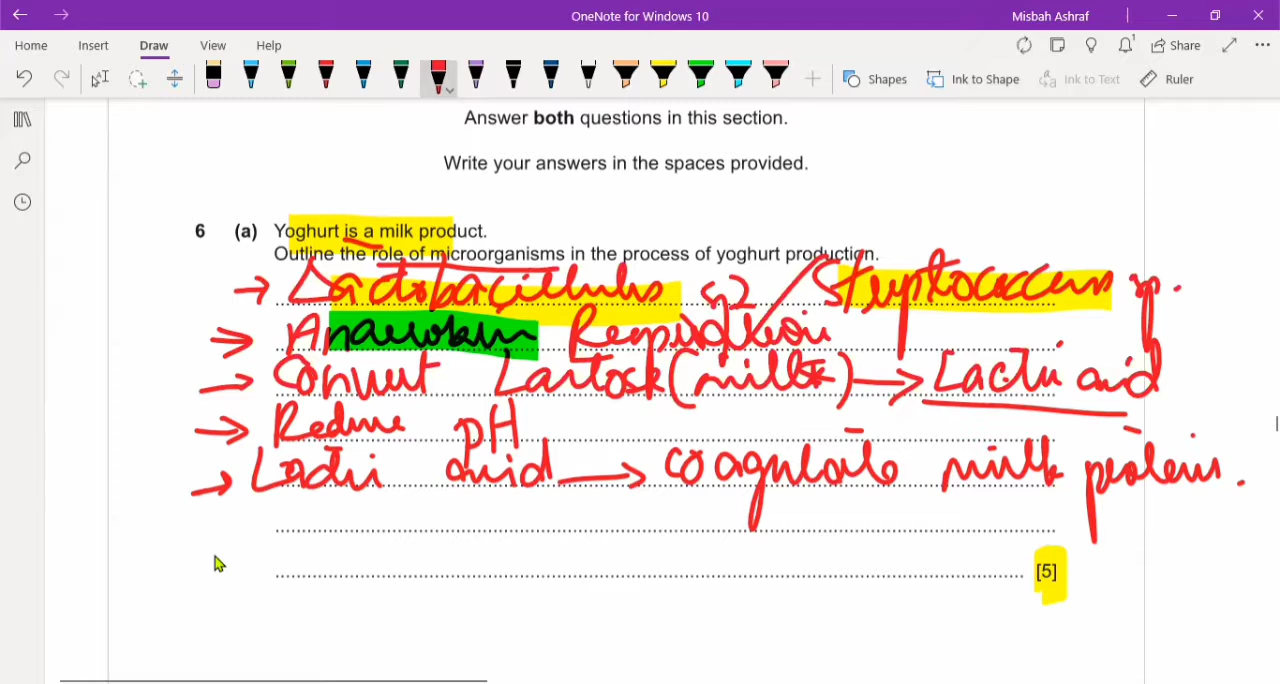 OneNote for Windows 10
Misbah Ashraf
Home Insert Draw View Help
Share
Shapes Ink to Shape Ink to Text Ruler
Answer both questions in this section.
Write your answers in the spaces provided.
6 (a) Yoghurt is a milk product.
Outline the role of microorganisms in the process of yoghurt production.
→ Lactobacillulus / Streptococcus sp.
⇒ Anaerobic Respiration
→ Convert Lactose (milk) → Lactic acid
→ Reduce pH
→ Lactic acid → coagulate milk proteins.
[5]